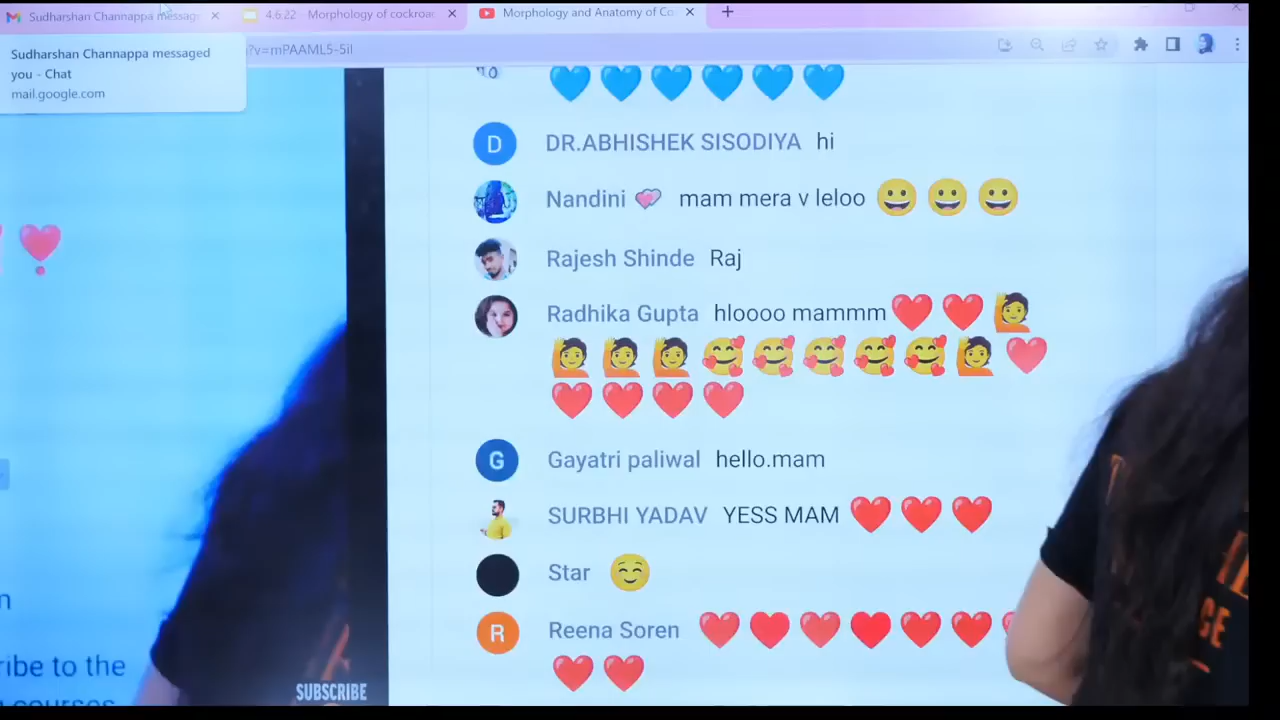 Sudharshan Channappa messag
4.6.22 Morphology of cockroac
Morphology and Anatomy of Co
Sudharshan Channappa messaged
you - Chat
mail.google.com
?v=mPAAML5-5iI
DR.ABHISHEK SISODIYA hi
Nandini 💞 mam mera v leloo 😀😀😀
Rajesh Shinde Raj
Radhika Gupta hloooo mammm ❤️❤️🙋
🙋🙋🙋🥰🥰🥰🥰🥰🙋❤️
❤️❤️❤️❤️
G Gayatri paliwal hello.mam
SURBHI YADAV YESS MAM ❤️❤️❤️
Star ☺️
R Reena Soren ❤️❤️❤️❤️❤️❤️
❤️❤️
ribe to the
SUBSCRIBE